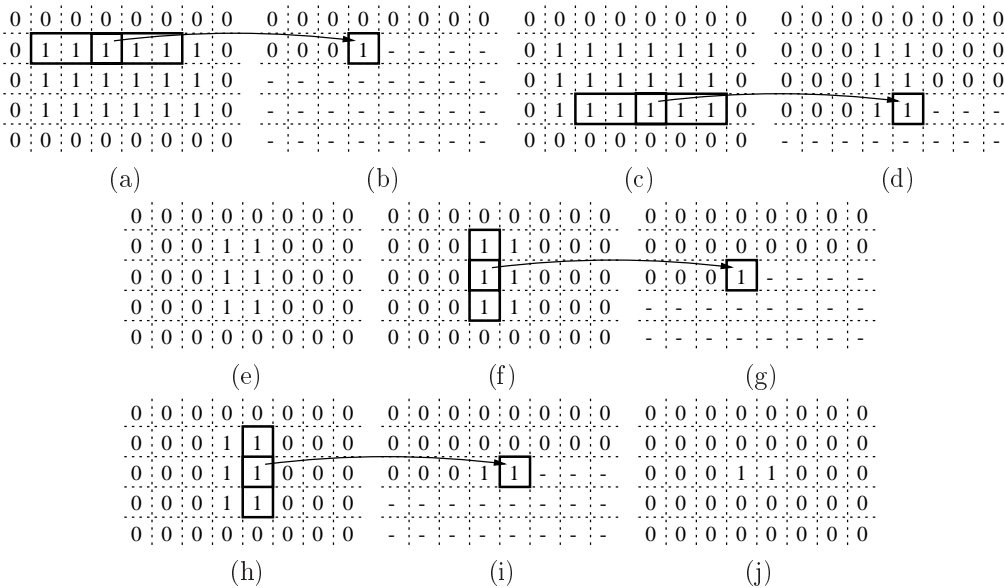 0 0 0 0 0 0 0 0 0 0 0 0 0 0 0 0 0 0 0 0 0 0 0 0 0 0 0 0 0 0 0 0
0 1 1 1 1 1 1 0 0 0 0 1 - - - - 0 1 1 1 1 1 1 0 0 0 0 1 1 0 0 0
0 1 1 1 1 1 1 0 - - - - - - - - 0 1 1 1 1 1 1 0 0 0 0 1 1 0 0 0
0 1 1 1 1 1 1 0 - - - - - - - - 0 1 1 1 1 1 1 0 0 0 0 1 1 - - -
0 0 0 0 0 0 0 0 - - - - - - - - 0 0 0 0 0 0 0 0 - - - - - - - -
(a) (b) (c) (d)
0 0 0 0 0 0 0 0 0 0 0 0 0 0 0 0 0 0 0 0 0 0 0 0
0 0 0 1 1 0 0 0 0 0 0 1 1 0 0 0 0 0 0 0 0 0 0 0
0 0 0 1 1 0 0 0 0 0 0 1 1 0 0 0 0 0 0 1 - - - -
0 0 0 1 1 0 0 0 0 0 0 1 1 0 0 0 - - - - - - - -
0 0 0 0 0 0 0 0 0 0 0 0 0 0 0 0 - - - - - - - -
(e) (f) (g)
0 0 0 0 0 0 0 0 0 0 0 0 0 0 0 0 0 0 0 0 0 0 0 0
0 0 0 1 1 0 0 0 0 0 0 0 0 0 0 0 0 0 0 0 0 0 0 0
0 0 0 1 1 0 0 0 0 0 0 1 1 - - - 0 0 0 1 1 0 0 0
0 0 0 1 1 0 0 0 - - - - - - - - 0 0 0 0 0 0 0 0
0 0 0 0 0 0 0 0 - - - - - - - - 0 0 0 0 0 0 0 0
(h) (i) (j)